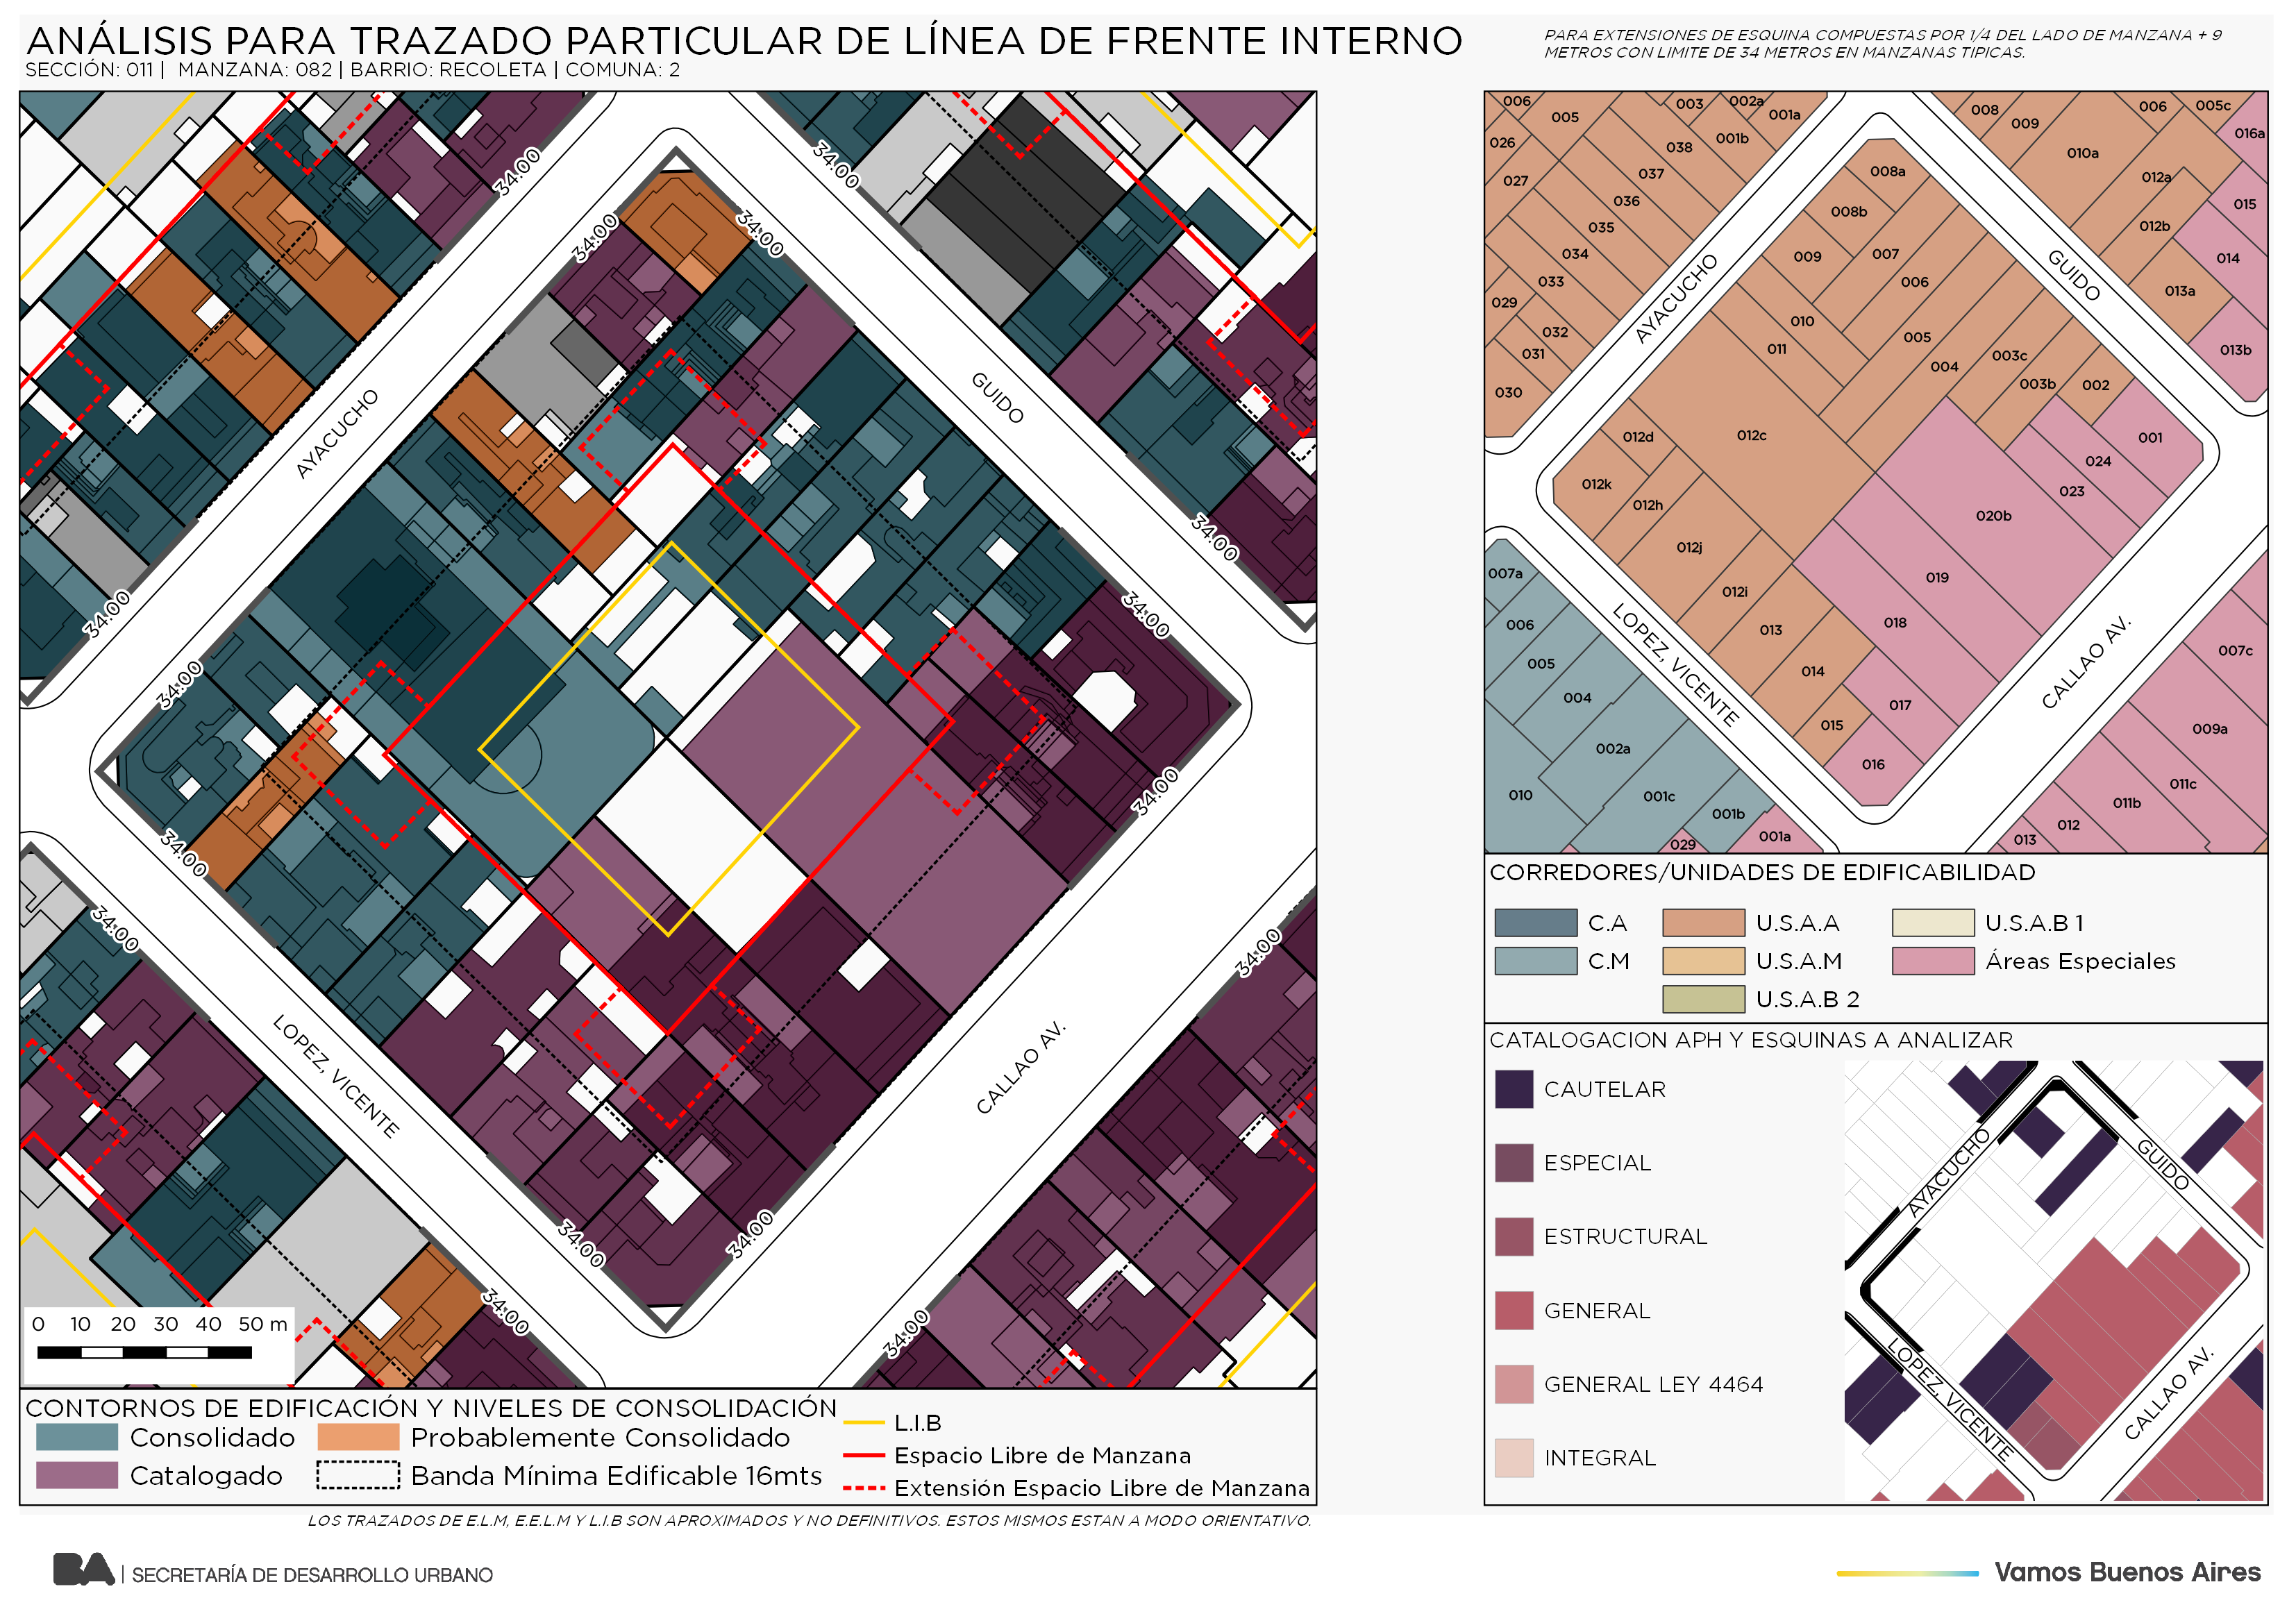 ANÁLISIS PARA TRAZADO PARTICULAR DE LÍNEA DE FRENTE INTERNO
SECCIÓN: 011 | MANZANA: 082 | BARRIO: RECOLETA | COMUNA: 2
PARA EXTENSIONES DE ESQUINA COMPUESTAS POR 1/4 DEL LADO DE MANZANA + 9
METROS CON LIMITE DE 34 METROS EN MANZANAS TIPICAS.
34.00
34.00
34.00
34.00
AYACUCHO
GUIDO
34.00
34.00
34.00
34.00
34.00
34.00
34.00
34.00
LOPEZ, VICENTE
CALLAO AV.
34.00
34.00
34.00
34.00
34.00
0 10 20 30 40 50 m
CONTORNOS DE EDIFICACIÓN Y NIVELES DE CONSOLIDACIÓN
Consolidado
Probablemente Consolidado
Catalogado
Banda Mínima Edificable 16mts
L.I.B
Espacio Libre de Manzana
Extensión Espacio Libre de Manzana
LOS TRAZADOS DE E.L.M, E.E.L.M Y L.I.B SON APROXIMADOS Y NO DEFINITIVOS. ESTOS MISMOS ESTAN A MODO ORIENTATIVO.
006
005
003
002a
001a
026
038
001b
027
037
036
035
034
033
029
032
031
030
008
009
006
005c
016a
010a
012a
015
012b
014
013a
013b
008a
008b
009
007
006
010
011
005
004
003c
003b
002
001
012d
012c
024
012k
012h
023
020b
012j
019
012i
018
013
014
017
015
016
AYACUCHO
GUIDO
LOPEZ, VICENTE
CALLAO AV.
007a
006
005
004
002a
010
001c
001b
029
001a
007c
009a
011c
011b
012
013
CORREDORES/UNIDADES DE EDIFICABILIDAD
C.A
U.S.A.A
U.S.A.B 1
C.M
U.S.A.M
Áreas Especiales
U.S.A.B 2
CATALOGACION APH Y ESQUINAS A ANALIZAR
CAUTELAR
ESPECIAL
ESTRUCTURAL
GENERAL
GENERAL LEY 4464
INTEGRAL
AYACUCHO
GUIDO
LOPEZ, VICENTE
CALLAO AV.
BA | SECRETARÍA DE DESARROLLO URBANO
Vamos Buenos Aires